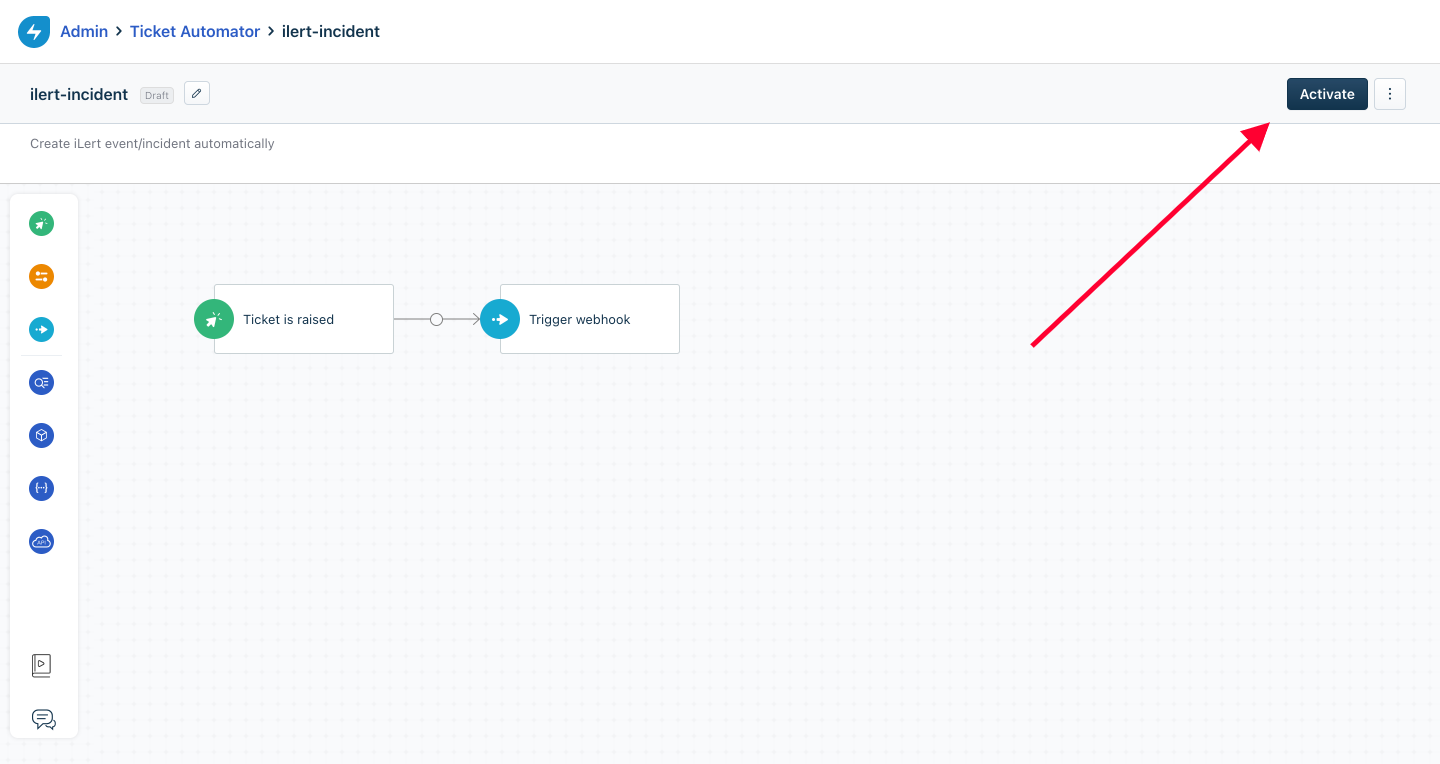 Admin > Ticket Automator > ilert-incident
ilert-incident Draft
Activate
Create iLert event/incident automatically
Ticket is raised
Trigger webhook
API